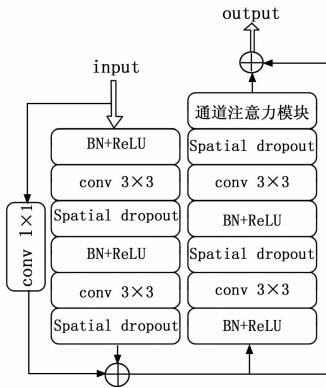 output
input
BN+ReLU
conv 3×3
Spatial dropout
BN+ReLU
conv 3×3
Spatial dropout
conv 1×1
通道注意力模块
Spatial dropout
conv 3×3
BN+ReLU
Spatial dropout
conv 3×3
BN+ReLU